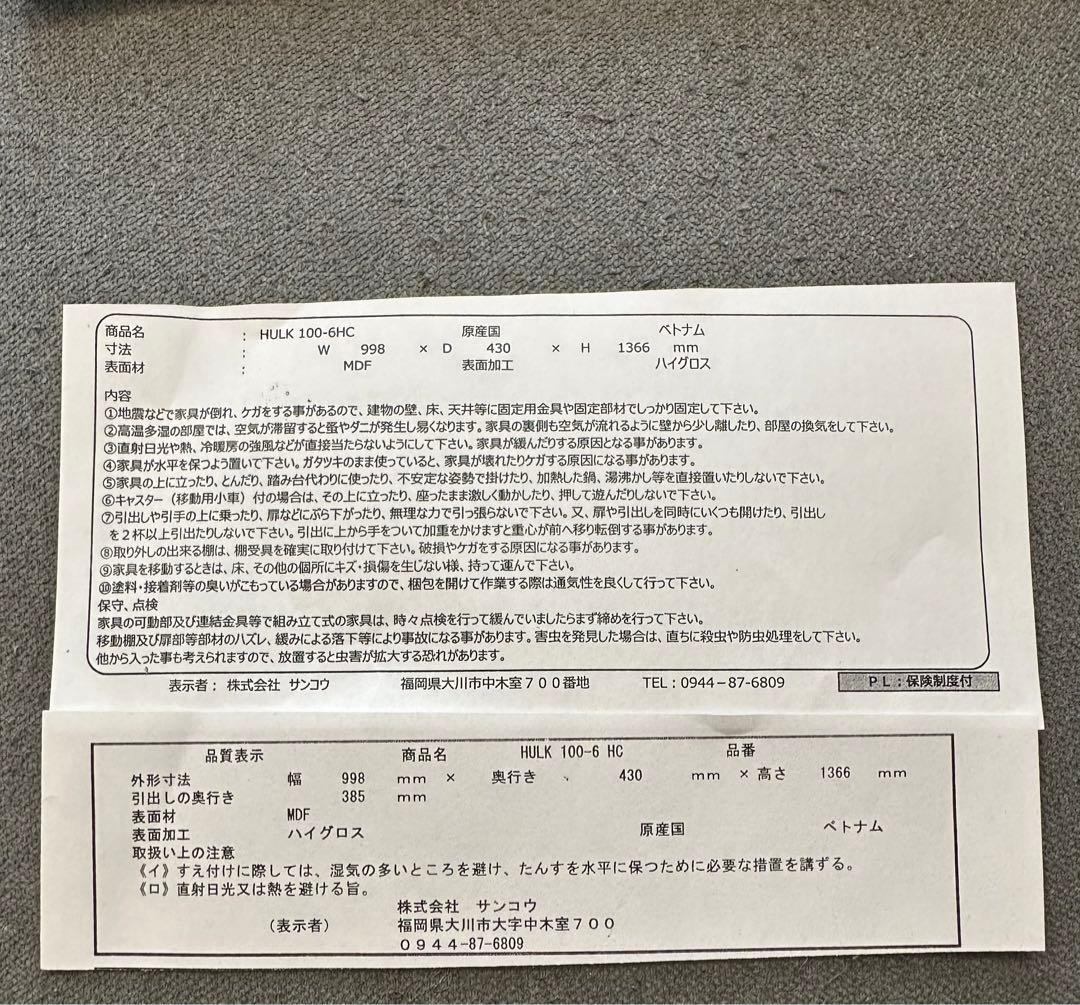 商品名 : HULK 100-6HC 原産国 ベトナム
寸法 : W 998 × D 430 × H 1366 mm
表面材 : MDF 表面加工 ハイグロス
内容
①地震などで家具が倒れ、ケガをする事があるので、建物の壁、床、天井等に固定用金具や固定部材でしっかり固定して下さい。
②高温多湿の部屋では、空気が滞留すると蚤やダニが発生し易くなります。家具の裏側も空気が流れるように壁から少し離したり、部屋の換気をして下さい。
③直射日光や熱、冷暖房の強風などが直接当たらないようにして下さい。家具が緩んだりする原因となる事があります。
④家具が水平を保つよう置いて下さい。ガタツキのまま使っていると、家具が壊れたりケガする原因になる事があります。
⑤家具の上に立ったり、とんだり、踏み台代わりに使ったり、不安定な姿勢で掛けたり、加熱した鍋、湯沸かし等を直接置いたりしないで下さい。
⑥キャスター（移動用小車）付の場合は、その上に立ったり、座ったまま激しく動かしたり、押して遊んだりしないで下さい。
⑦引出しや引手の上に乗ったり、扉などにぶら下がったり、無理な力で引っ張らないで下さい。又、扉や引出しを同時にいくつも開けたり、引出し
を２杯以上引出たりしないで下さい。引出に上から手をついて加重をかけますと重心が前へ移り転倒する事があります。
⑧取り外しの出来る棚は、棚受具を確実に取り付けて下さい。破損やケガをする原因になる事があります。
⑨家具を移動するときは、床、その他の個所にキズ・損傷を生じない様、持って運んで下さい。
⑩塗料・接着剤等の臭いがこもっている場合がありますので、梱包を開けて作業する際は通気性を良くして行って下さい。
保守、点検
家具の可動部及び連結金具等で組み立て式の家具は、時々点検を行って緩んでいましたらまず締めを行って下さい。
移動棚及び扉部等部材のハズレ、緩みによる落下等により事故になる事があります。害虫を発見した場合は、直ちに殺虫や防虫処理をして下さい。
他から入った事も考えられますので、放置すると虫害が拡大する恐れがあります。
表示者： 株式会社 サンコウ 福岡県大川市中木室７００番地 TEL：0944－87-6809 ＰＬ：保険制度付
品質表示 商品名 HULK 100-6 HC 品番
外形寸法 幅 998 mm × 奥行き 430 mm × 高さ 1366 mm
引出しの奥行き 385 mm
表面材 MDF
表面加工 ハイグロス 原産国 ベトナム
取扱い上の注意
《イ》すえ付けに際しては、湿気の多いところを避け、たんすを水平に保つために必要な措置を講ずる。
《ロ》直射日光又は熱を避ける旨。
株式会社 サンコウ
（表示者） 福岡県大川市大字中木室７００
０９４４-87-6809